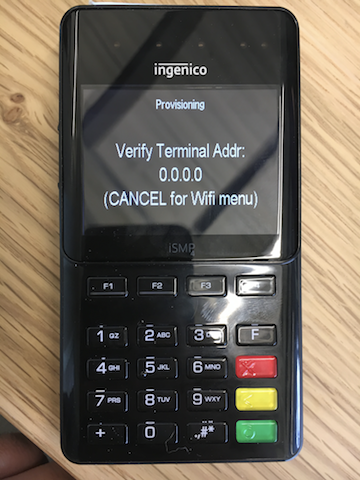 ingenico
Provisioning
Verify Terminal Addr:
0.0.0.0
(CANCEL for Wifi menu)
iSMP
F1 F2 F3
1 QZ 2 ABC 3 F
4 GHI 5 JKL 6 MNO
7 PRS 8 TUV 9 WXY
+ 0 .,#*